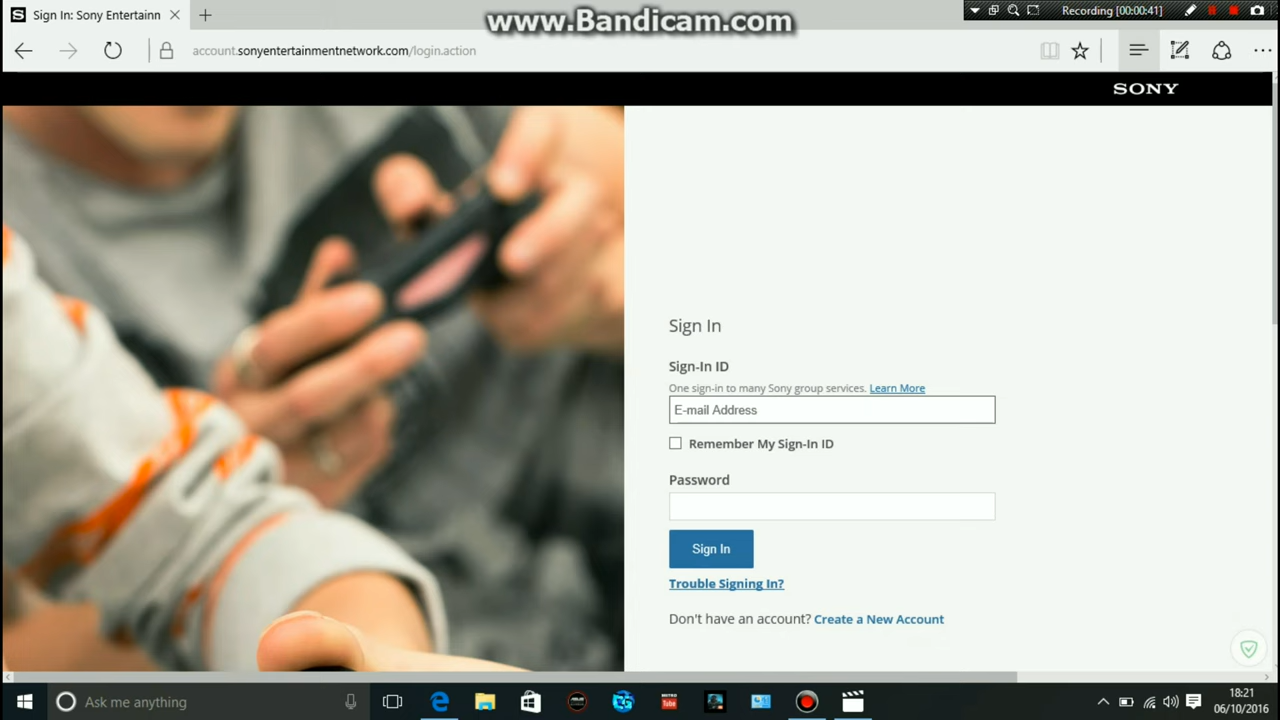 www.Bandicam.com
Sign In: Sony Entertainn
Recording [00:00:41]
account.sonyentertainmentnetwork.com/login.action
SONY
Sign In
Sign-In ID
One sign-in to many Sony group services. Learn More
E-mail Address
Remember My Sign-In ID
Password
Sign In
Trouble Signing In?
Don't have an account? Create a New Account
Ask me anything
METRO
Tube
18:21
06/10/2016